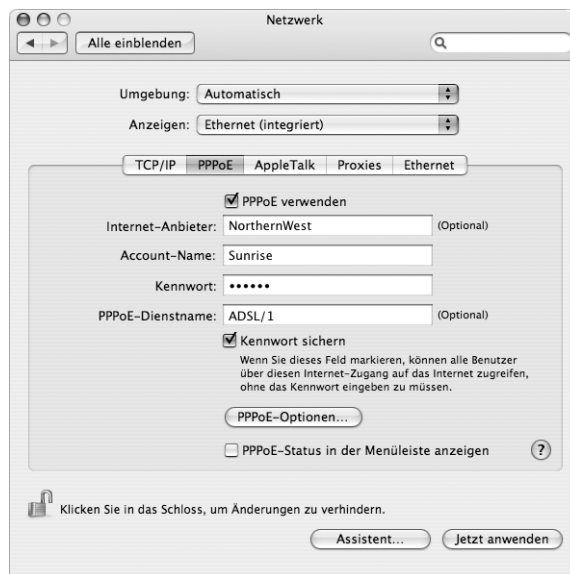 Netzwerk
Alle einblenden
Umgebung: Automatisch
Anzeigen: Ethernet (integriert)
TCP/IP PPPoE AppleTalk Proxies Ethernet
PPPoE verwenden
Internet-Anbieter: NorthernWest (Optional)
Account-Name: Sunrise
Kennwort: ••••••
PPPoE-Dienstname: ADSL/1 (Optional)
Kennwort sichern
Wenn Sie dieses Feld markieren, können alle Benutzer
über diesen Internet-Zugang auf das Internet zugreifen,
ohne das Kennwort eingeben zu müssen.
PPPoE-Optionen...
PPPoE-Status in der Menüleiste anzeigen ?
Klicken Sie in das Schloss, um Änderungen zu verhindern.
Assistent... Jetzt anwenden